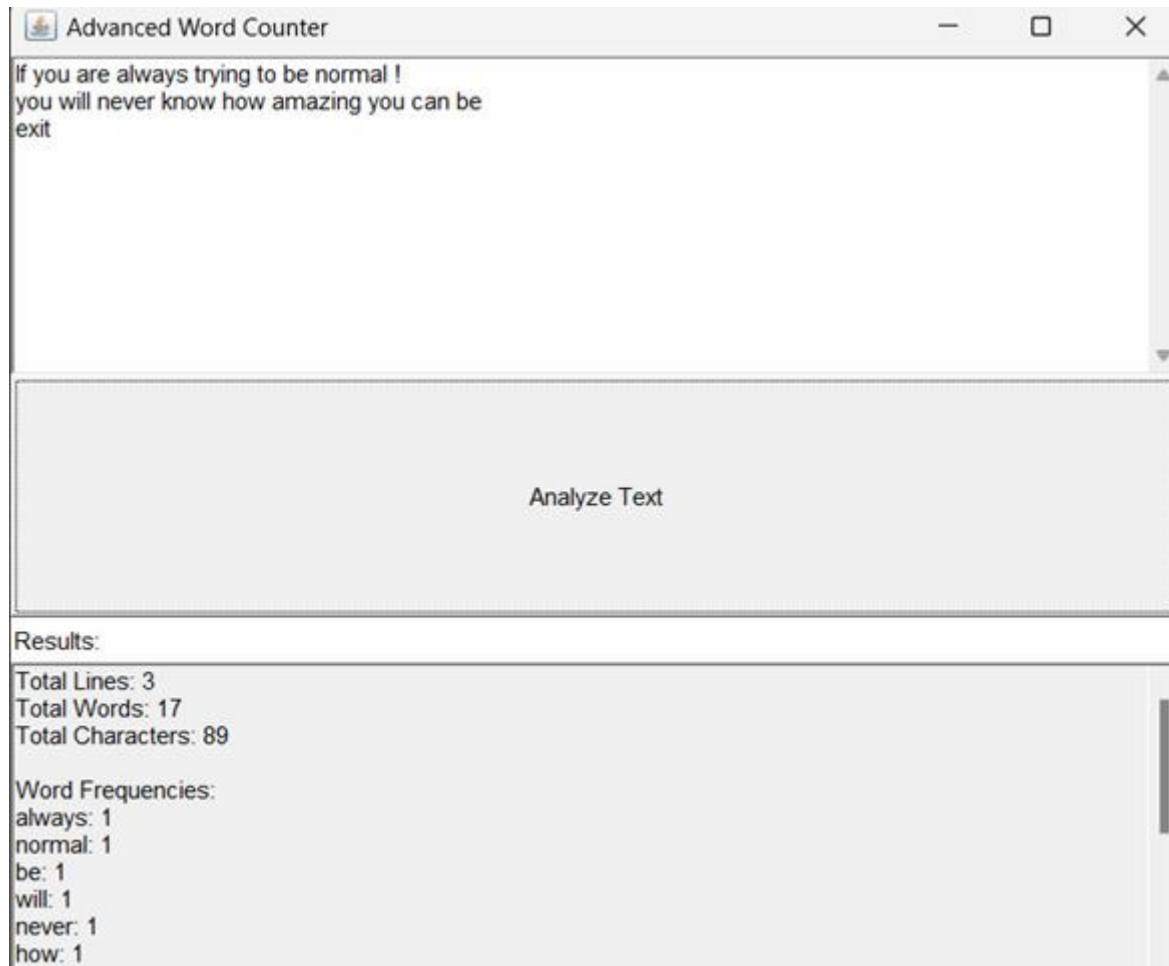 Advanced Word Counter
If you are always trying to be normal !
you will never know how amazing you can be
exit
Analyze Text
Results:
Total Lines: 3
Total Words: 17
Total Characters: 89
Word Frequencies:
always: 1
normal: 1
be: 1
will: 1
never: 1
how: 1